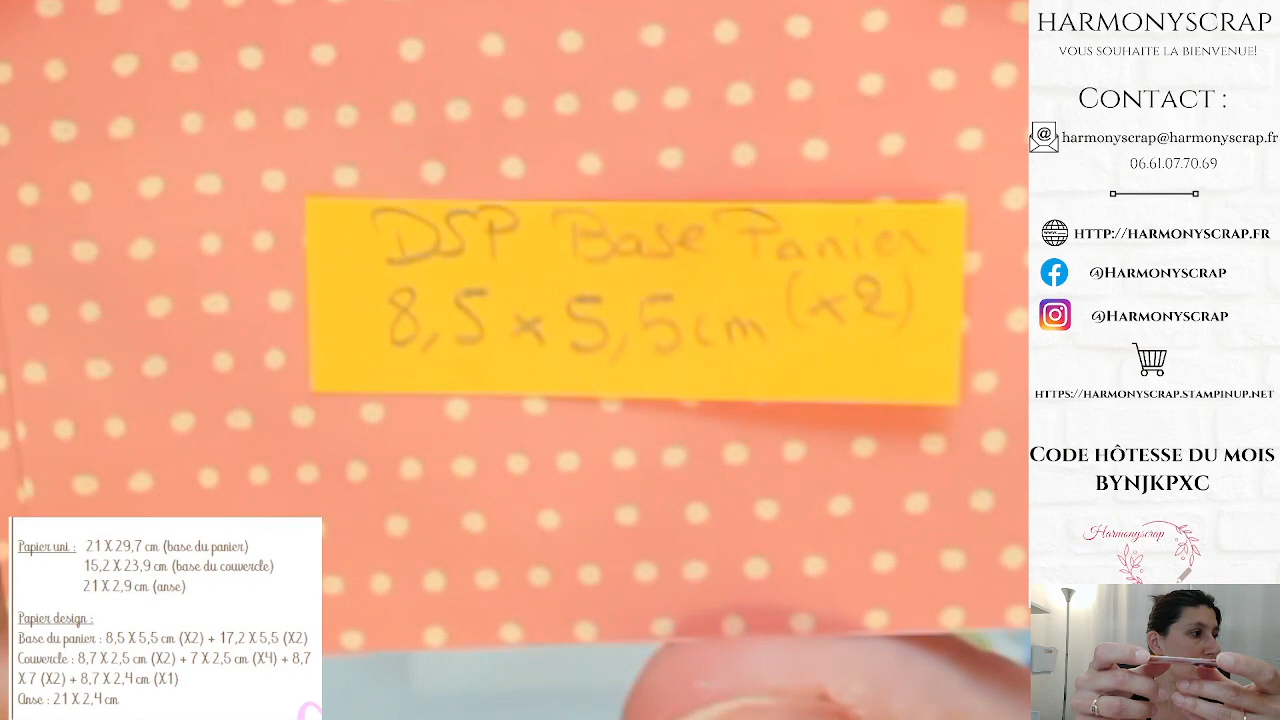 DSP Base Panier
8,5 x 5,5 cm (x2)
Papier uni : 21 X 29,7 cm (base du panier)
15,2 X 23,9 cm (base du couvercle)
21 X 2,9 cm (anse)
Papier design :
Base du panier : 8,5 X 5,5 cm (X2) + 17,2 X 5,5 (X2)
Couvercle : 8,7 X 2,5 cm (X2) + 7 X 2,5 cm (X4) + 8,7
X 7 (X2) + 8,7 X 2,4 cm (X1)
Anse : 21 X 2,4 cm
HARMONYSCRAP
VOUS SOUHAITE LA BIENVENUE!
CONTACT :
harmonyscrap@harmonyscrap.fr
06.61.07.70.69
HTTP://HARMONYSCRAP.FR
@HARMONYSCRAP
@HARMONYSCRAP
HTTPS://HARMONYSCRAP.STAMPINUP.NET
CODE HÔTESSE DU MOIS
BYNJKPXC
Harmonyscrap